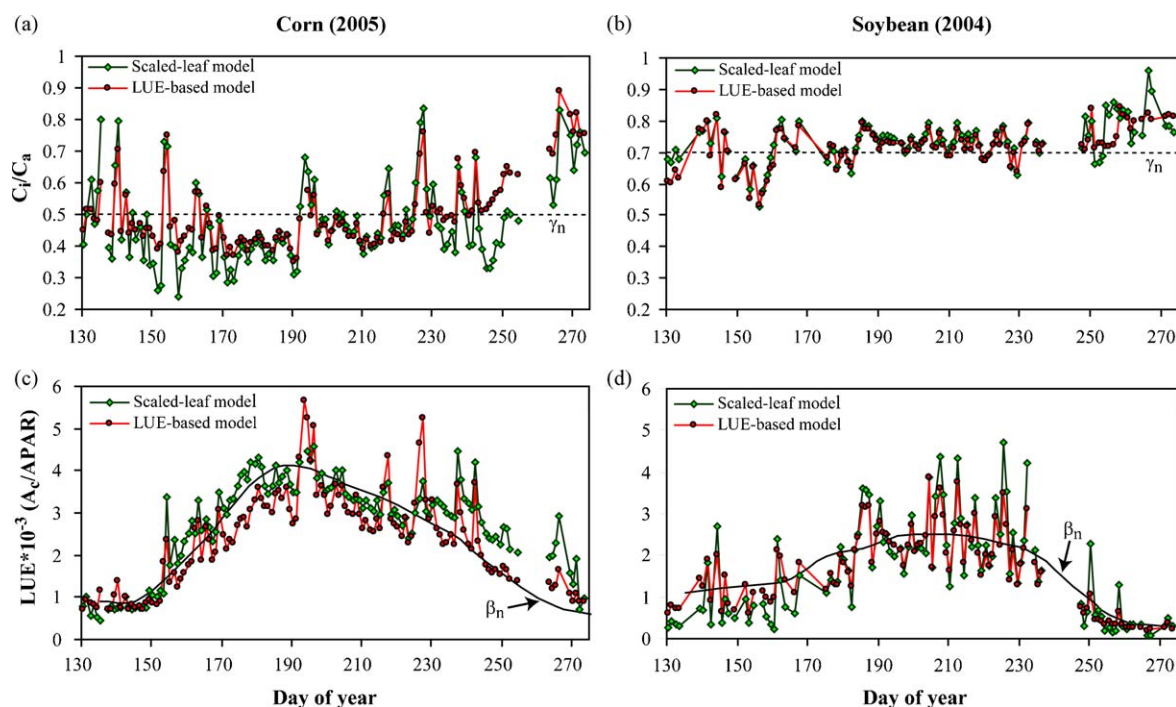 (a) Corn (2005)
1
0.9
0.8
0.7
0.6
0.5
0.4
0.3
0.2
Ci/Ca
Scaled-leaf model
LUE-based model
γn
130 150 170 190 210 230 250 270
(b) Soybean (2004)
1
0.9
0.8
0.7
0.6
0.5
0.4
0.3
0.2
Scaled-leaf model
LUE-based model
γn
130 150 170 190 210 230 250 270
(c)
6
5
4
3
2
1
0
LUE*10-3 (Ac/APAR)
Scaled-leaf model
LUE-based model
βn
130 150 170 190 210 230 250 270
Day of year
(d)
6
5
4
3
2
1
0
Scaled-leaf model
LUE-based model
βn
130 150 170 190 210 230 250 270
Day of year